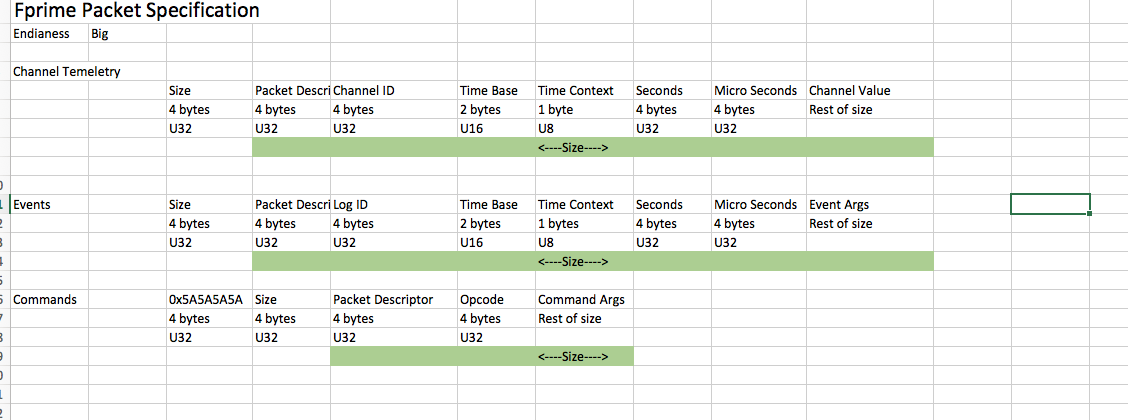 Fprime Packet Specification
Endianess Big
Channel Temeletry
Size Packet Descri Channel ID Time Base Time Context Seconds Micro Seconds Channel Value
4 bytes 4 bytes 4 bytes 2 bytes 1 byte 4 bytes 4 bytes Rest of size
U32 U32 U32 U16 U8 U32 U32
<----Size---->
Events Size Packet Descri Log ID Time Base Time Context Seconds Micro Seconds Event Args
4 bytes 4 bytes 4 bytes 2 bytes 1 bytes 4 bytes 4 bytes Rest of size
U32 U32 U32 U16 U8 U32 U32
<----Size---->
Commands 0x5A5A5A5A Size Packet Descriptor Opcode Command Args
4 bytes 4 bytes 4 bytes 4 bytes Rest of size
U32 U32 U32 U32
<----Size---->